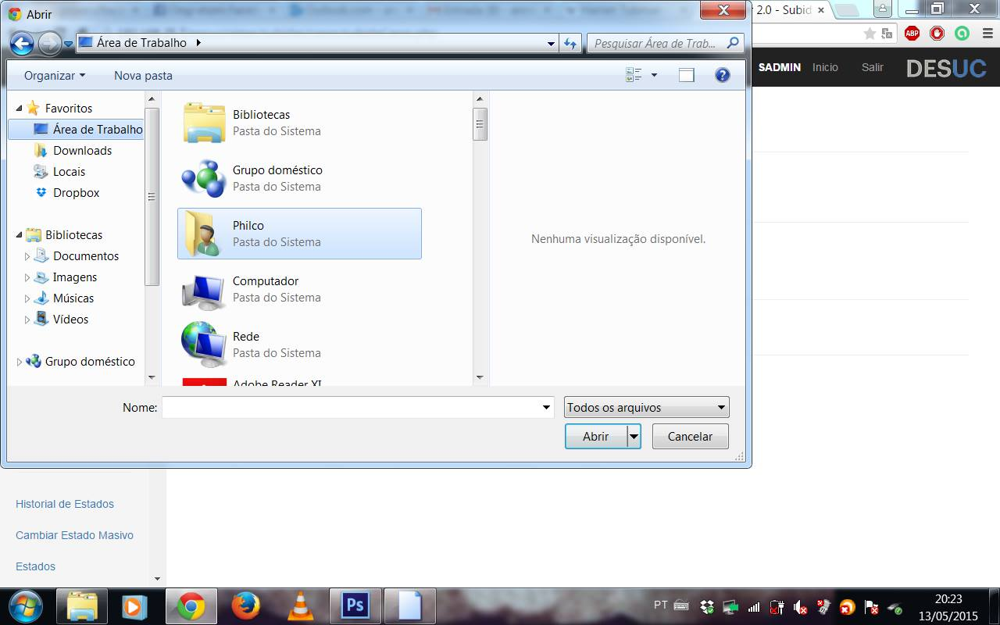 Abrir
2.0 - Subid
Área de Trabalho
Pesquisar Área de Trab...
ABP
Organizar
Nova pasta
SADMIN Inicio Salir DESUC
Favoritos
Área de Trabalho
Downloads
Locais
Dropbox
Bibliotecas
Documentos
Imagens
Músicas
Vídeos
Grupo doméstico
Bibliotecas
Pasta do Sistema
Grupo doméstico
Pasta do Sistema
Philco
Pasta do Sistema
Computador
Pasta do Sistema
Rede
Pasta do Sistema
Adobe Reader XI
Nenhuma visualização disponível.
Nome:
Todos os arquivos
Abrir
Cancelar
Historial de Estados
Cambiar Estado Masivo
Estados
Ps
PT
20:23
13/05/2015